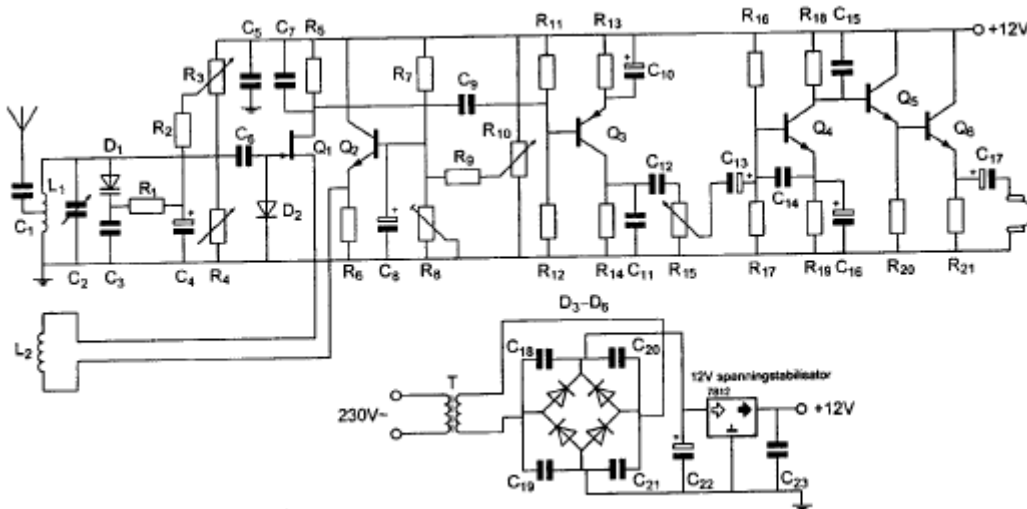 R11 R13 R16 R18 C15
+12V
C5 C7 R5
R3 R7 C9 C10
R2 R10 Q5
C6 Q1 Q2 Q3 Q4 Q6
D1 R9 C12 C13 C17
L1 R1 D2 C14
C1
C2 C3 C4 R4 R6 C8 R8 R12 R14 C11 R15 R17 R19 C16 R20 R21
D3–D6
L2 C18 C20
T 12V spanningstabilisator
7812
230V~ +12V
C19 C21 C22 C23